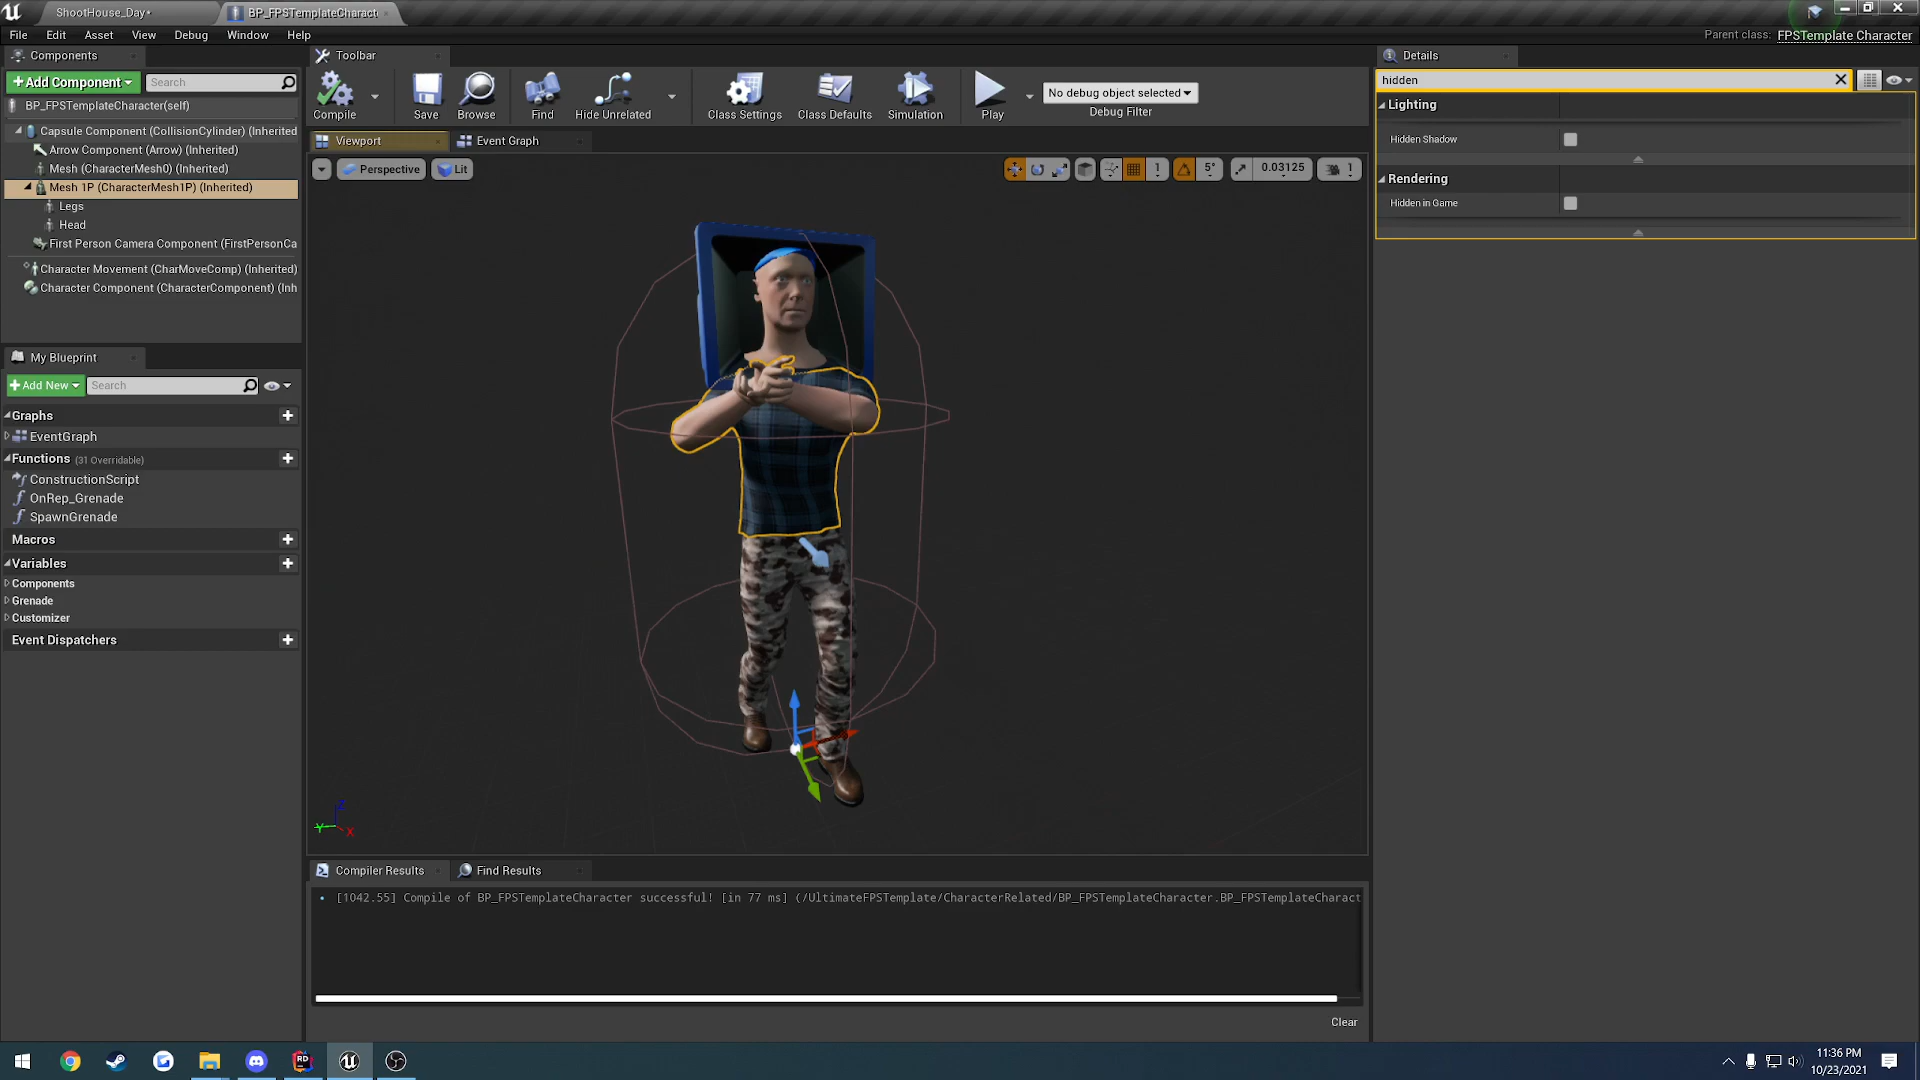 ShootHouse_Day•
BP_FPSTemplateCharact
File Edit Asset View Debug Window Help
Parent class: FPSTemplate Character
Components
+Add Component
Search
BP_FPSTemplateCharacter(self)
Capsule Component (CollisionCylinder) (Inherited
Arrow Component (Arrow) (Inherited)
Mesh (CharacterMesh0) (Inherited)
Mesh 1P (CharacterMesh1P) (Inherited)
Legs
Head
First Person Camera Component (FirstPersonCa
Character Movement (CharMoveComp) (Inherited)
Character Component (CharacterComponent) (Inh
My Blueprint
+Add New
Search
Graphs
EventGraph
Functions (31 Overridable)
ConstructionScript
OnRep_Grenade
SpawnGrenade
Macros
Variables
Components
Grenade
Customizer
Event Dispatchers
Toolbar
Compile
Save
Browse
Find
Hide Unrelated
Class Settings
Class Defaults
Simulation
Play
No debug object selected
Debug Filter
Viewport
Event Graph
Perspective
Lit
1
5°
0.03125
1
Z
Y
X
Compiler Results
Find Results
• [1042.55] Compile of BP_FPSTemplateCharacter successful! [in 77 ms] (/UltimateFPSTemplate/CharacterRelated/BP_FPSTemplateCharacter.BP_FPSTemplateCharact
Clear
Details
hidden
Lighting
Hidden Shadow
Rendering
Hidden in Game
RD
11:36 PM
10/23/2021